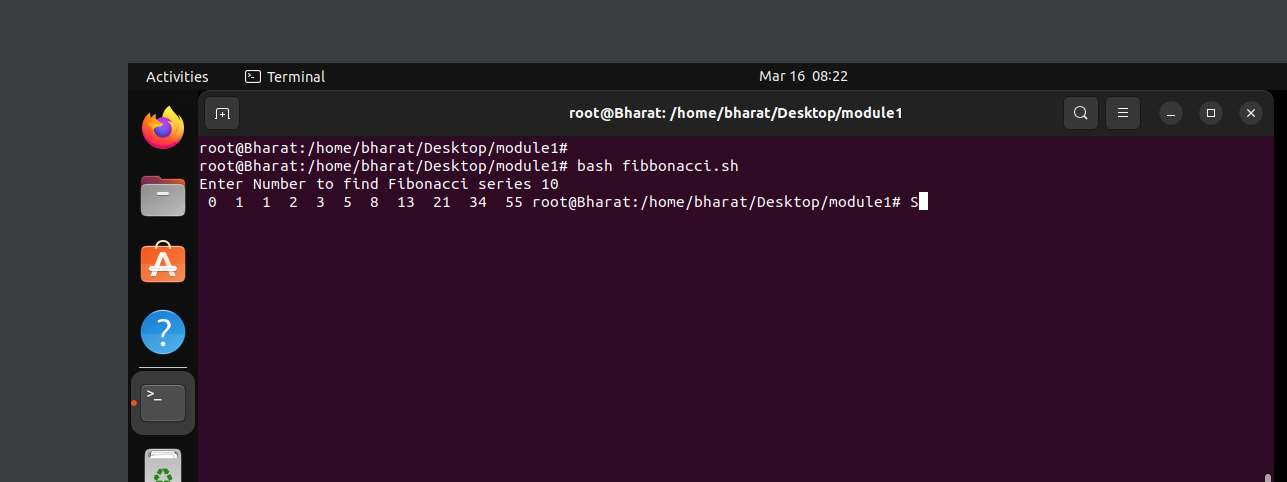 Activities Terminal Mar 16 08:22
root@Bharat: /home/bharat/Desktop/module1
root@Bharat:/home/bharat/Desktop/module1#
root@Bharat:/home/bharat/Desktop/module1# bash fibbonacci.sh
Enter Number to find Fibonacci series 10
 0  1  1  2  3  5  8  13  21  34  55 root@Bharat:/home/bharat/Desktop/module1# S